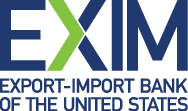 EXIM
EXPORT-IMPORT BANK
OF THE UNITED STATES